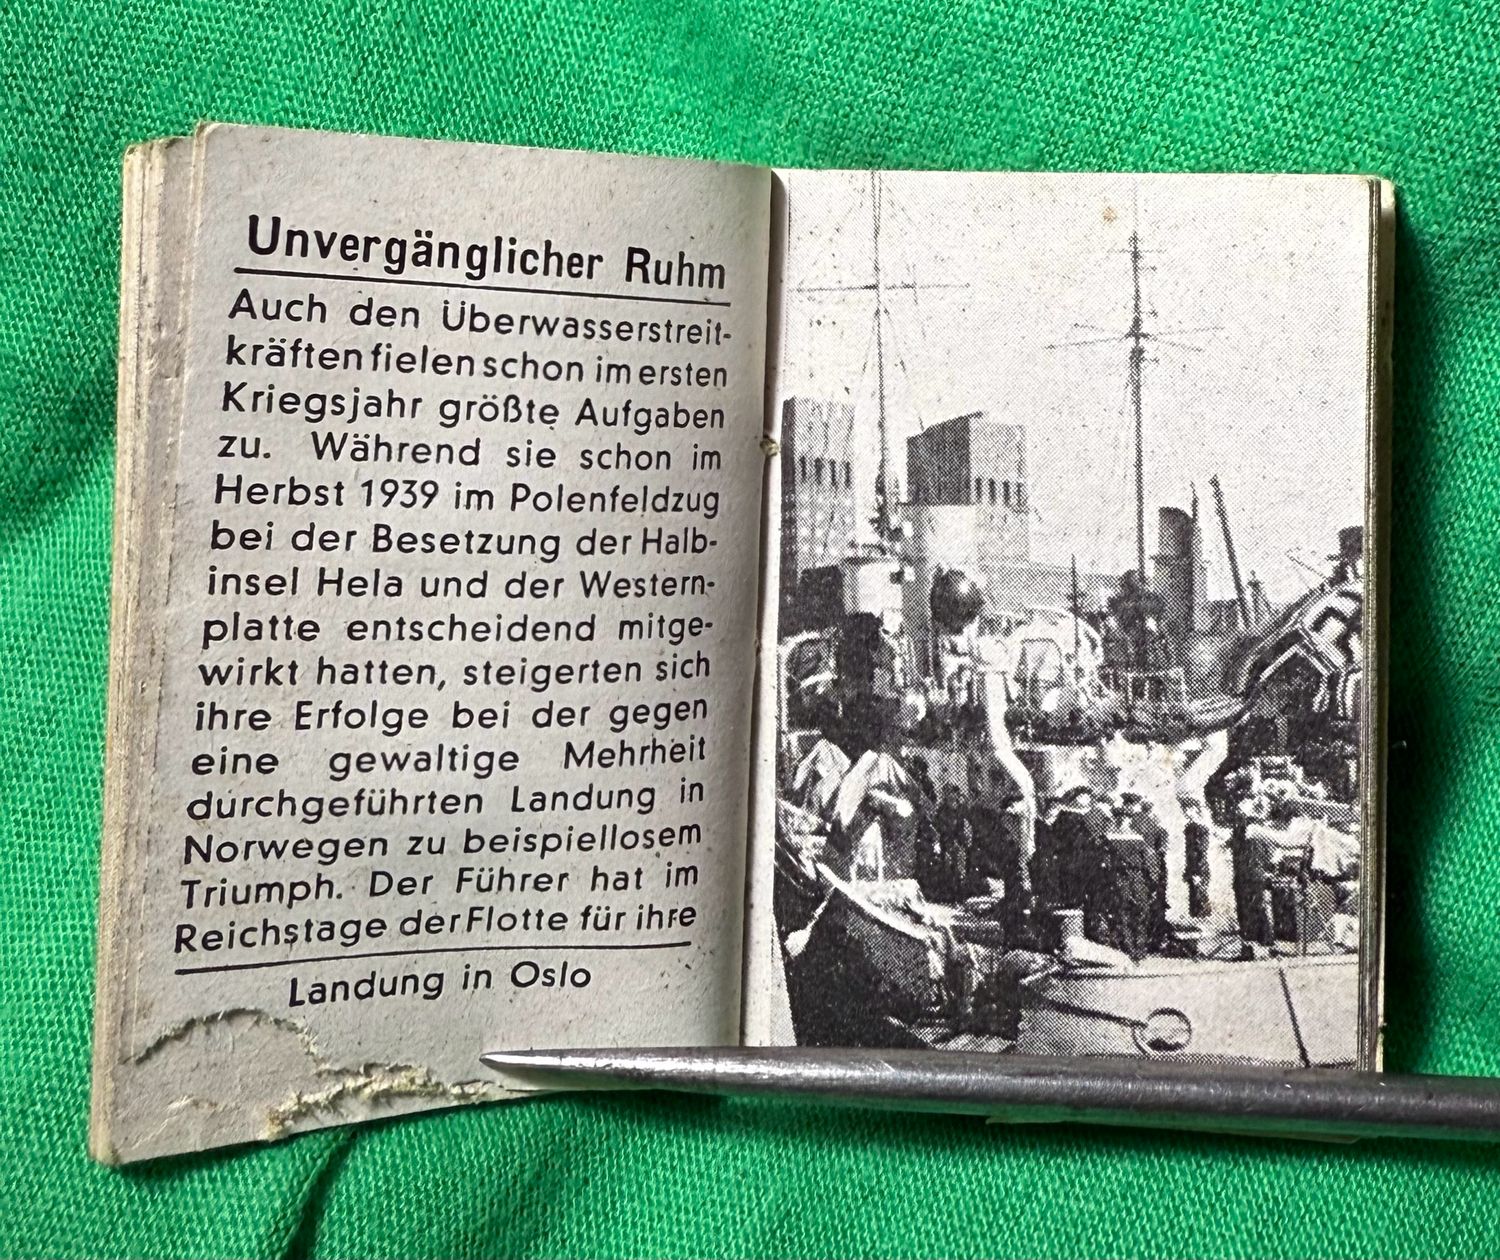 Unvergänglicher Ruhm
Auch den Überwasserstreit-
kräften fielen schon im ersten
Kriegsjahr größte Aufgaben
zu. Während sie schon im
Herbst 1939 im Polenfeldzug
bei der Besetzung der Halb-
insel Hela und der Western-
platte entscheidend mitge-
wirkt hatten, steigerten sich
ihre Erfolge bei der gegen
eine gewaltige Mehrheit
durchgeführten Landung in
Norwegen zu beispiellosem
Triumph. Der Führer hat im
Reichstage der Flotte für ihre
Landung in Oslo